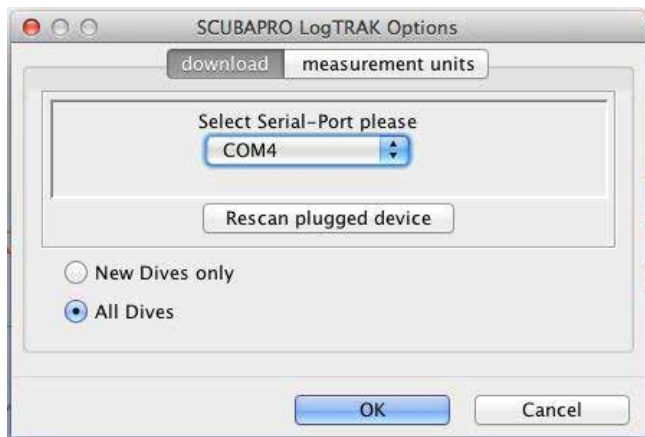 SCUBAPRO LogTRAK Options
download measurement units
Select Serial-Port please
COM4
Rescan plugged device
New Dives only
All Dives
OK Cancel